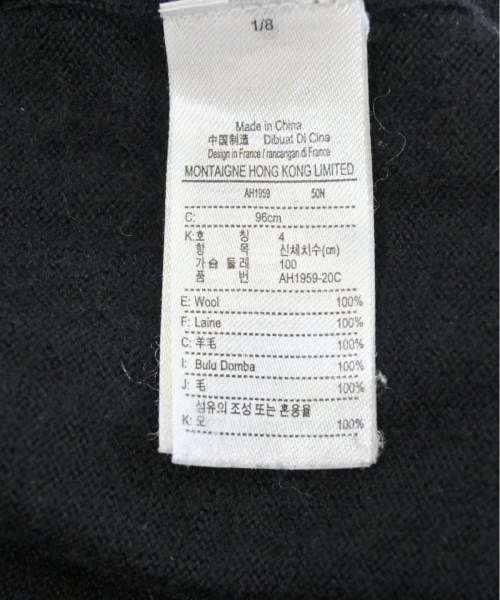 1/8
Made in China
中国制造 Dibuat Di Cina
Design in France / rancangan di France
MONTAIGNE HONG KONG LIMITED
AH1959 50N
C: 96cm
K:호 칭 4
항 목 신체치수(cm)
가슴 둘레 100
품 번 AH1959-20C
E: Wool 100%
F: Laine 100%
C: 羊毛 100%
I: Bulu Domba 100%
J: 毛 100%
섬유의 조성 또는 혼용율
K: 모 100%